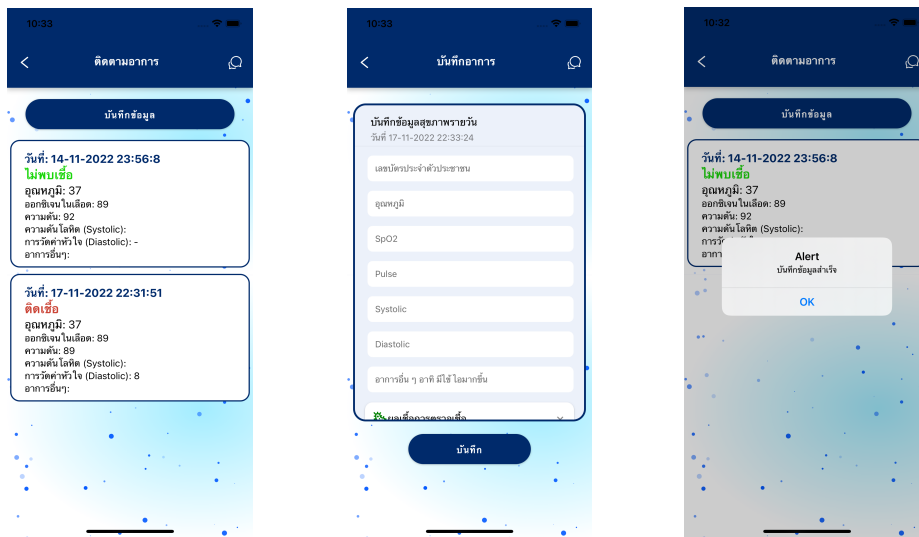 10:33
ติดตามอาการ
บันทึกข้อมูล
วันที่: 14-11-2022 23:56:8
ไม่พบเชื้อ
อุณหภูมิ: 37
ออกซิเจนในเลือด: 89
ความดัน: 92
ความดันโลหิต (Systolic):
การวัดค่าหัวใจ (Diastolic): -
อาการอื่นๆ:
วันที่: 17-11-2022 22:31:51
ติดเชื้อ
อุณหภูมิ: 37
ออกซิเจนในเลือด: 89
ความดัน: 89
ความดันโลหิต (Systolic):
การวัดค่าหัวใจ (Diastolic): 8
อาการอื่นๆ:
10:33
บันทึกอาการ
บันทึกข้อมูลสุขภาพรายวัน
วันที่ 17-11-2022 22:33:24
เลขบัตรประจำตัวประชาชน
อุณหภูมิ
SpO2
Pulse
Systolic
Diastolic
อาการอื่น ๆ อาทิ มีไข้ ไอมากขึ้น
บันทึก
10:32
ติดตามอาการ
บันทึกข้อมูล
วันที่: 14-11-2022 23:56:8
ไม่พบเชื้อ
อุณหภูมิ: 37
ออกซิเจนในเลือด: 89
ความดัน: 92
ความดันโลหิต (Systolic):
Alert
บันทึกข้อมูลสำเร็จ
OK